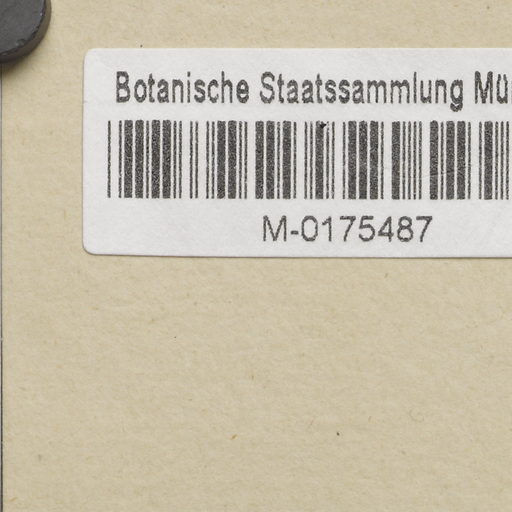 Botanische Staatssammlung Mü
M-0175487